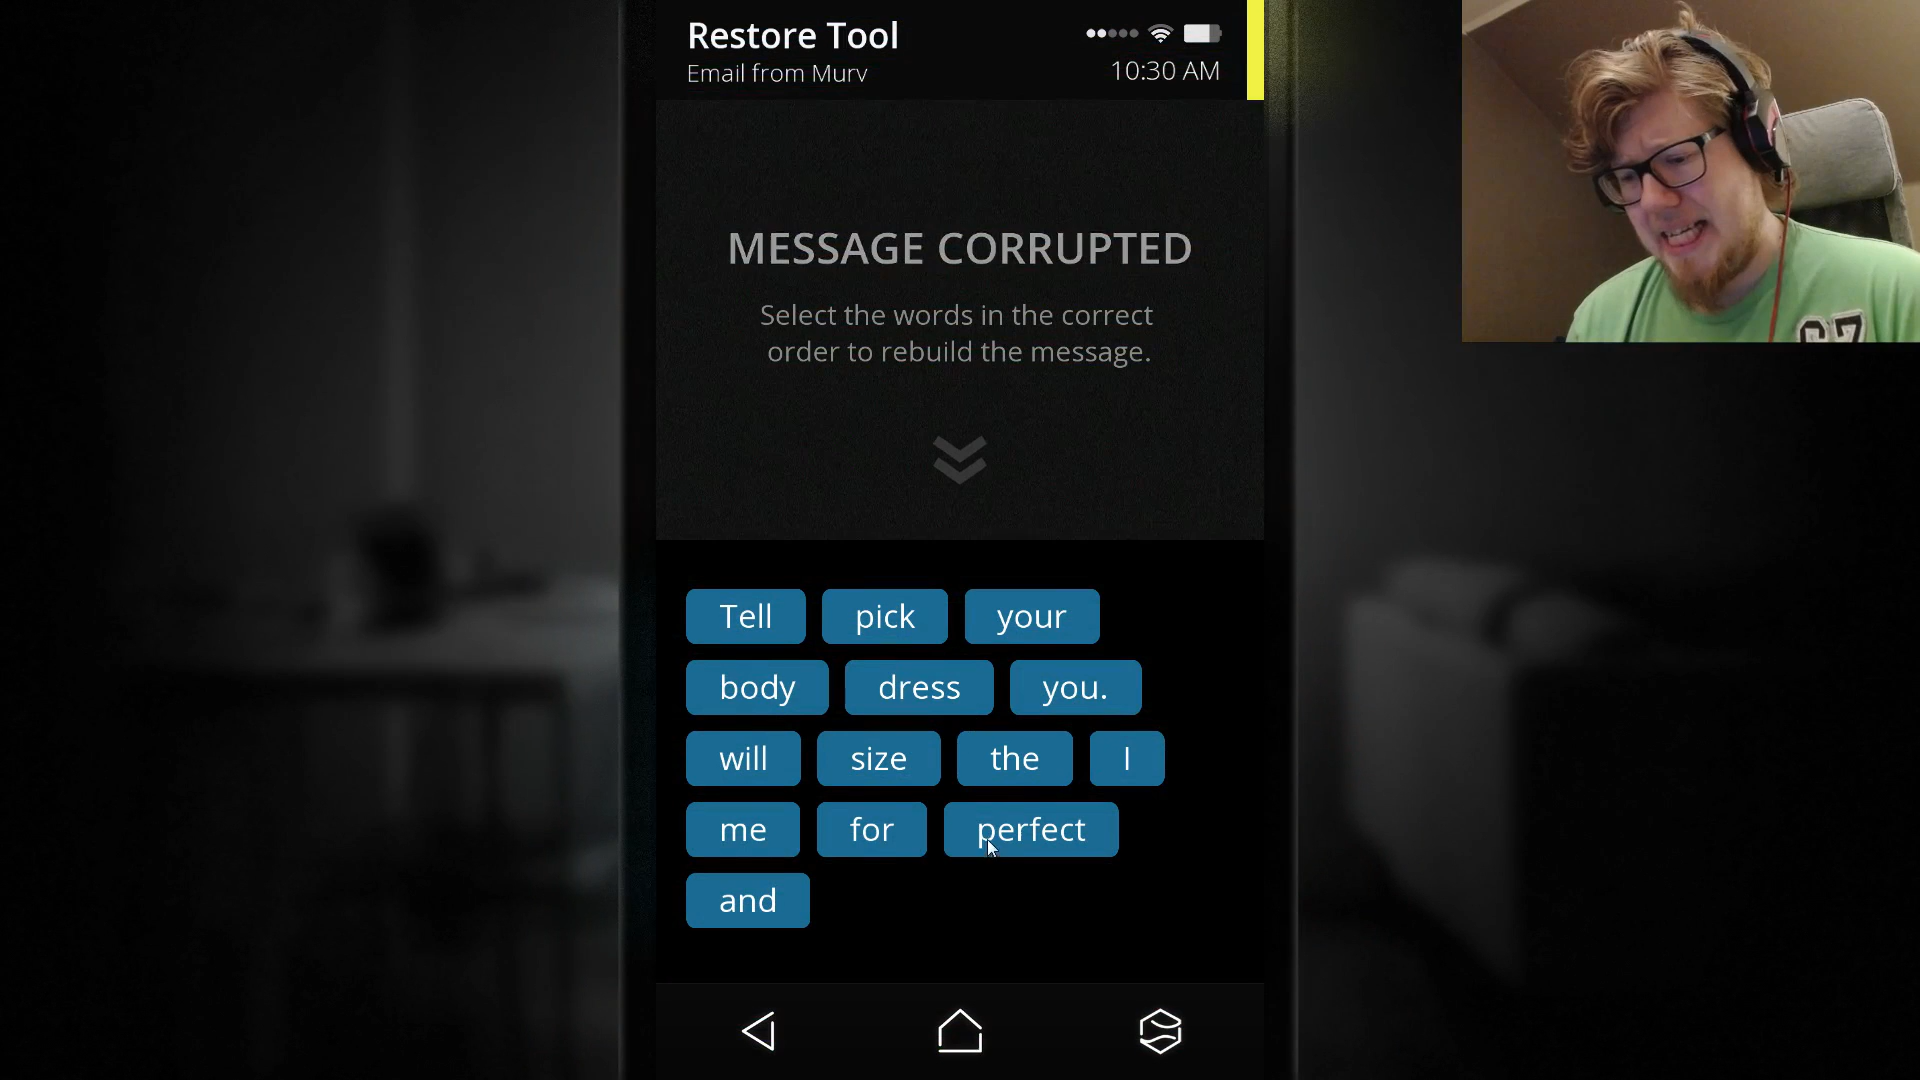 Restore Tool
Email from Murv
10:30 AM
MESSAGE CORRUPTED
Select the words in the correct
order to rebuild the message.
Tell pick your
body dress you.
will size the I
me for perfect
and